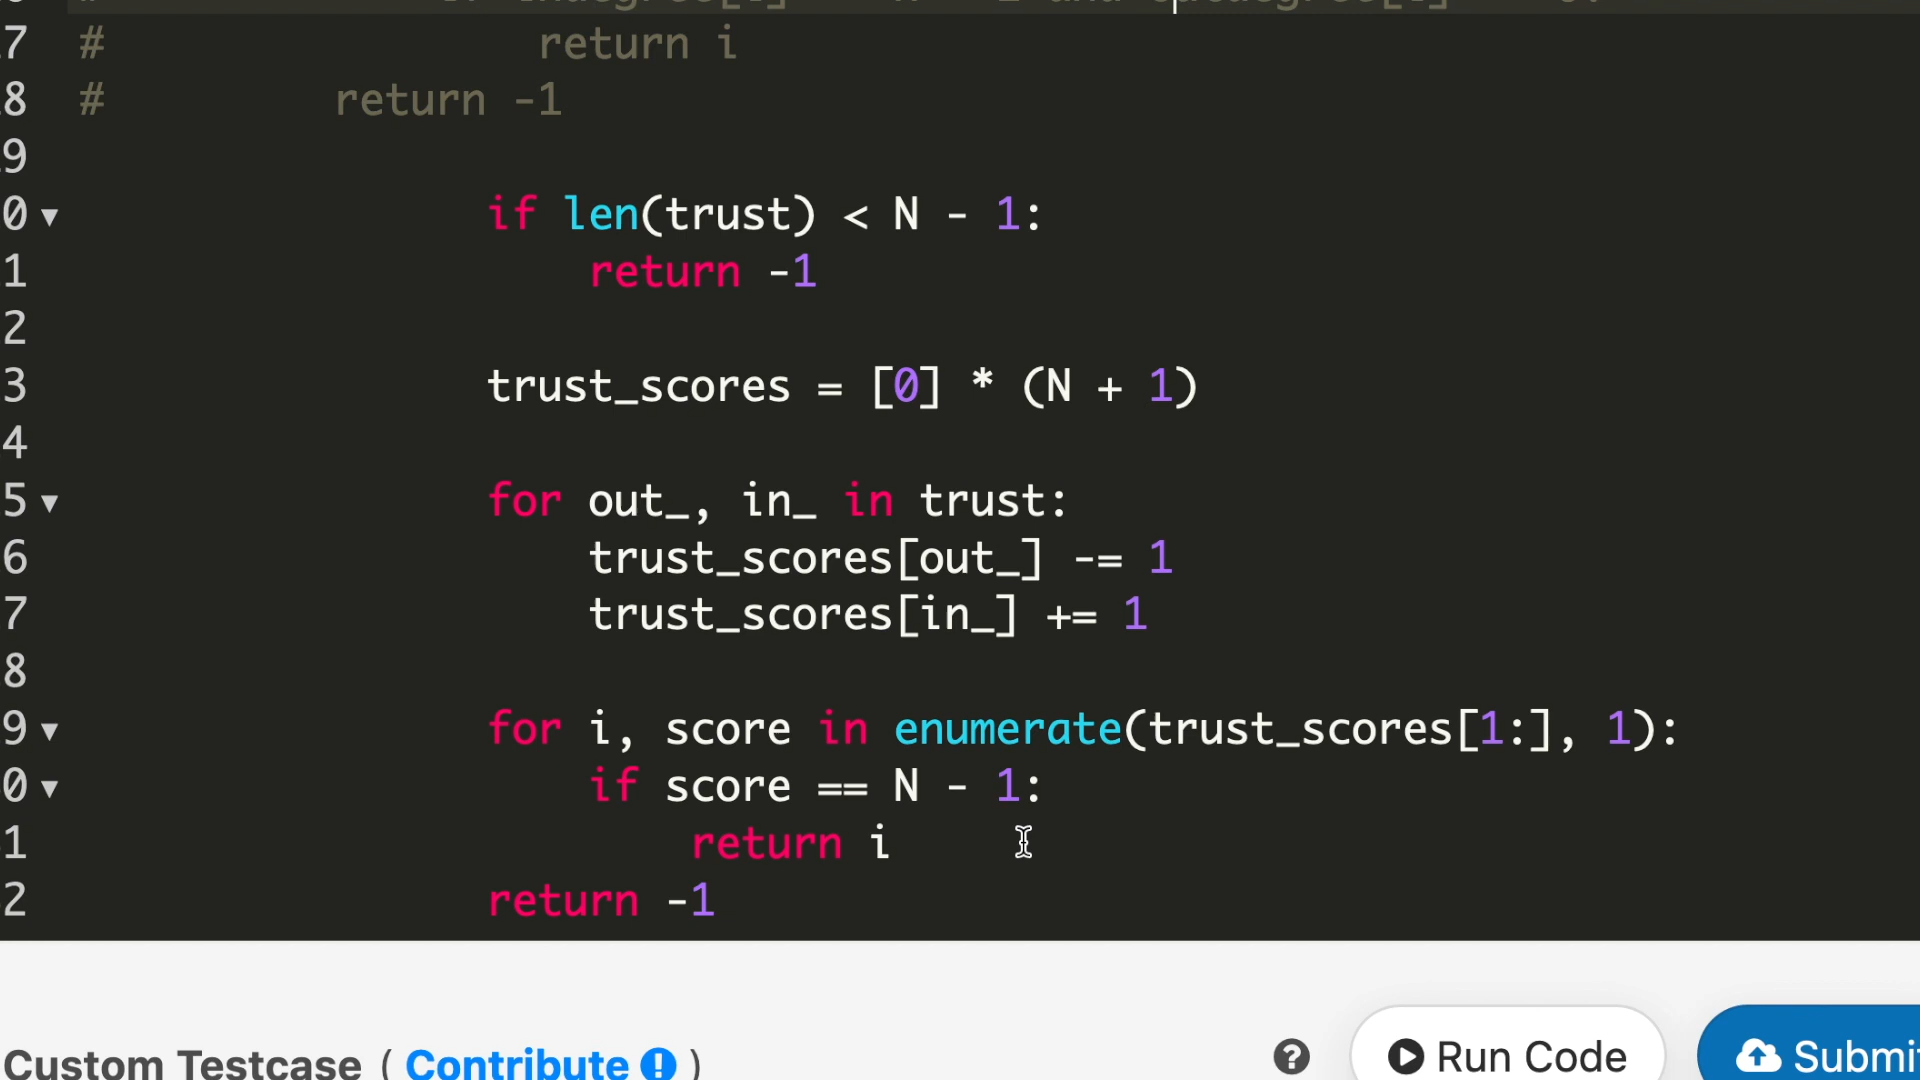 7 # return i
8 # return -1
9
0 if len(trust) < N - 1:
1 return -1
2
3 trust_scores = [0] * (N + 1)
4
5 for out_, in_ in trust:
6 trust_scores[out_] -= 1
7 trust_scores[in_] += 1
8
9 for i, score in enumerate(trust_scores[1:], 1):
0 if score == N - 1:
1 return i
2 return -1
Custom Testcase ( Contribute )
Run Code
Submit